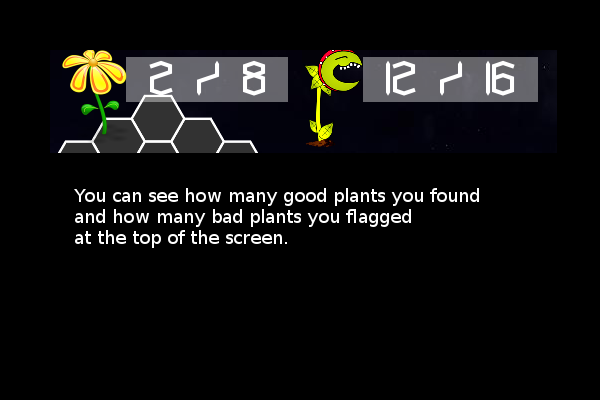 2 / 8 12 / 16
You can see how many good plants you found
and how many bad plants you flagged
at the top of the screen.